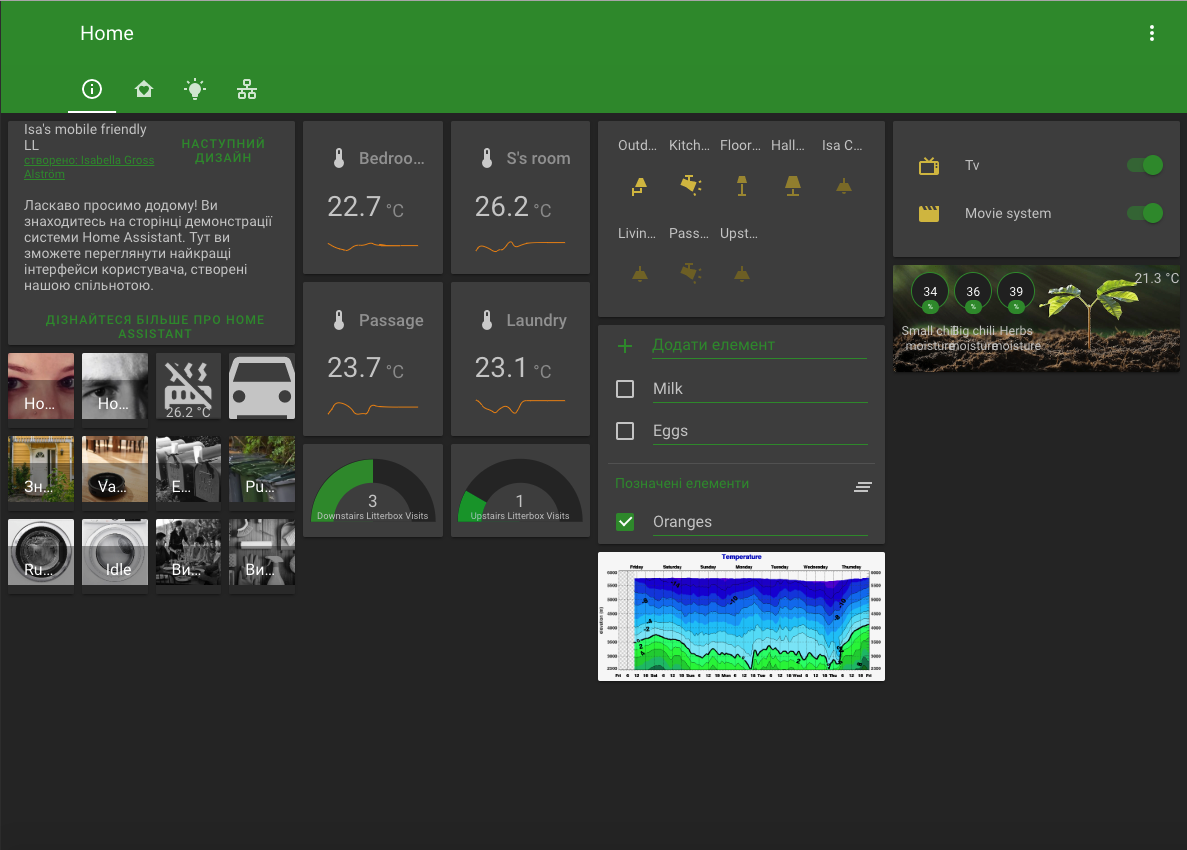 Home
Isa's mobile friendly
LL
створено: Isabella Gross
Alström
НАСТУПНИЙ
ДИЗАЙН
Ласкаво просимо додому! Ви
знаходитесь на сторінці демонстрації
системи Home Assistant. Тут ви
зможете переглянути найкращі
інтерфейси користувача, створені
нашою спільнотою.
ДІЗНАЙТЕСЯ БІЛЬШЕ ПРО HOME
ASSISTANT
Ho…
Ho…
26.2 °C
Зн…
Va…
E…
Pu…
Ru…
Idle
Ви…
Ви…
Bedroo…
22.7 °C
S's room
26.2 °C
Passage
23.7 °C
Laundry
23.1 °C
3
Downstairs Litterbox Visits
1
Upstairs Litterbox Visits
Outd… Kitch… Floor… Hall… Isa C…
Livin… Pass… Upst…
Додати елемент
Milk
Eggs
Позначені елементи
Oranges
Temperature
Friday Saturday Sunday Monday Tuesday Wednesday Thursday
Tv
Movie system
34 36 39
% % %
21.3 °C
Small chili
moisture
Big chili
moisture
Herbs
moisture